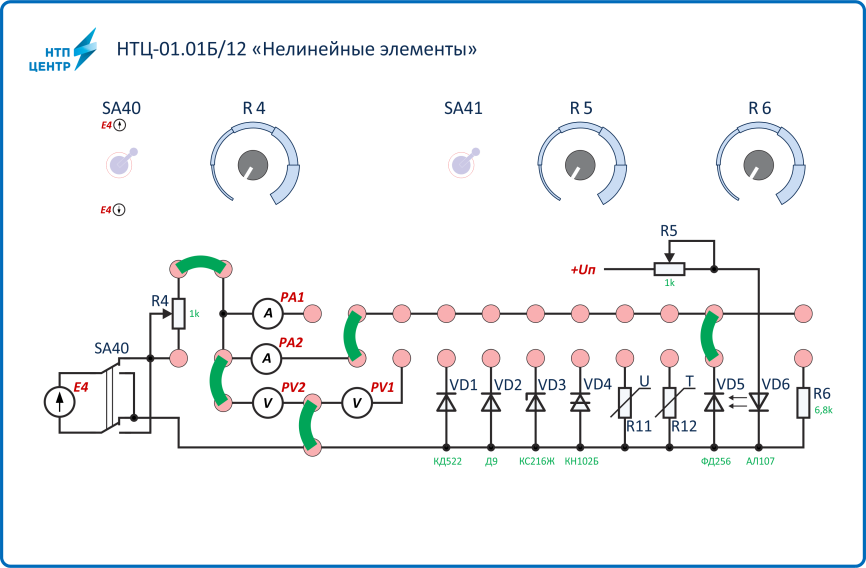 НТП
ЦЕНТР
НТЦ-01.01Б/12 «Нелинейные элементы»
SA40
R 4
SA41
R 5
R 6
E4
E4
R5
+Uп
1k
PA1
R4
1k
A
PA2
SA40
A
E4
PV2
PV1
V
V
VD1
VD2
VD3
VD4
U
R11
T
R12
VD5
VD6
R6
6,8k
КД522
Д9
КС216Ж
КН102Б
ФД256
АЛ107